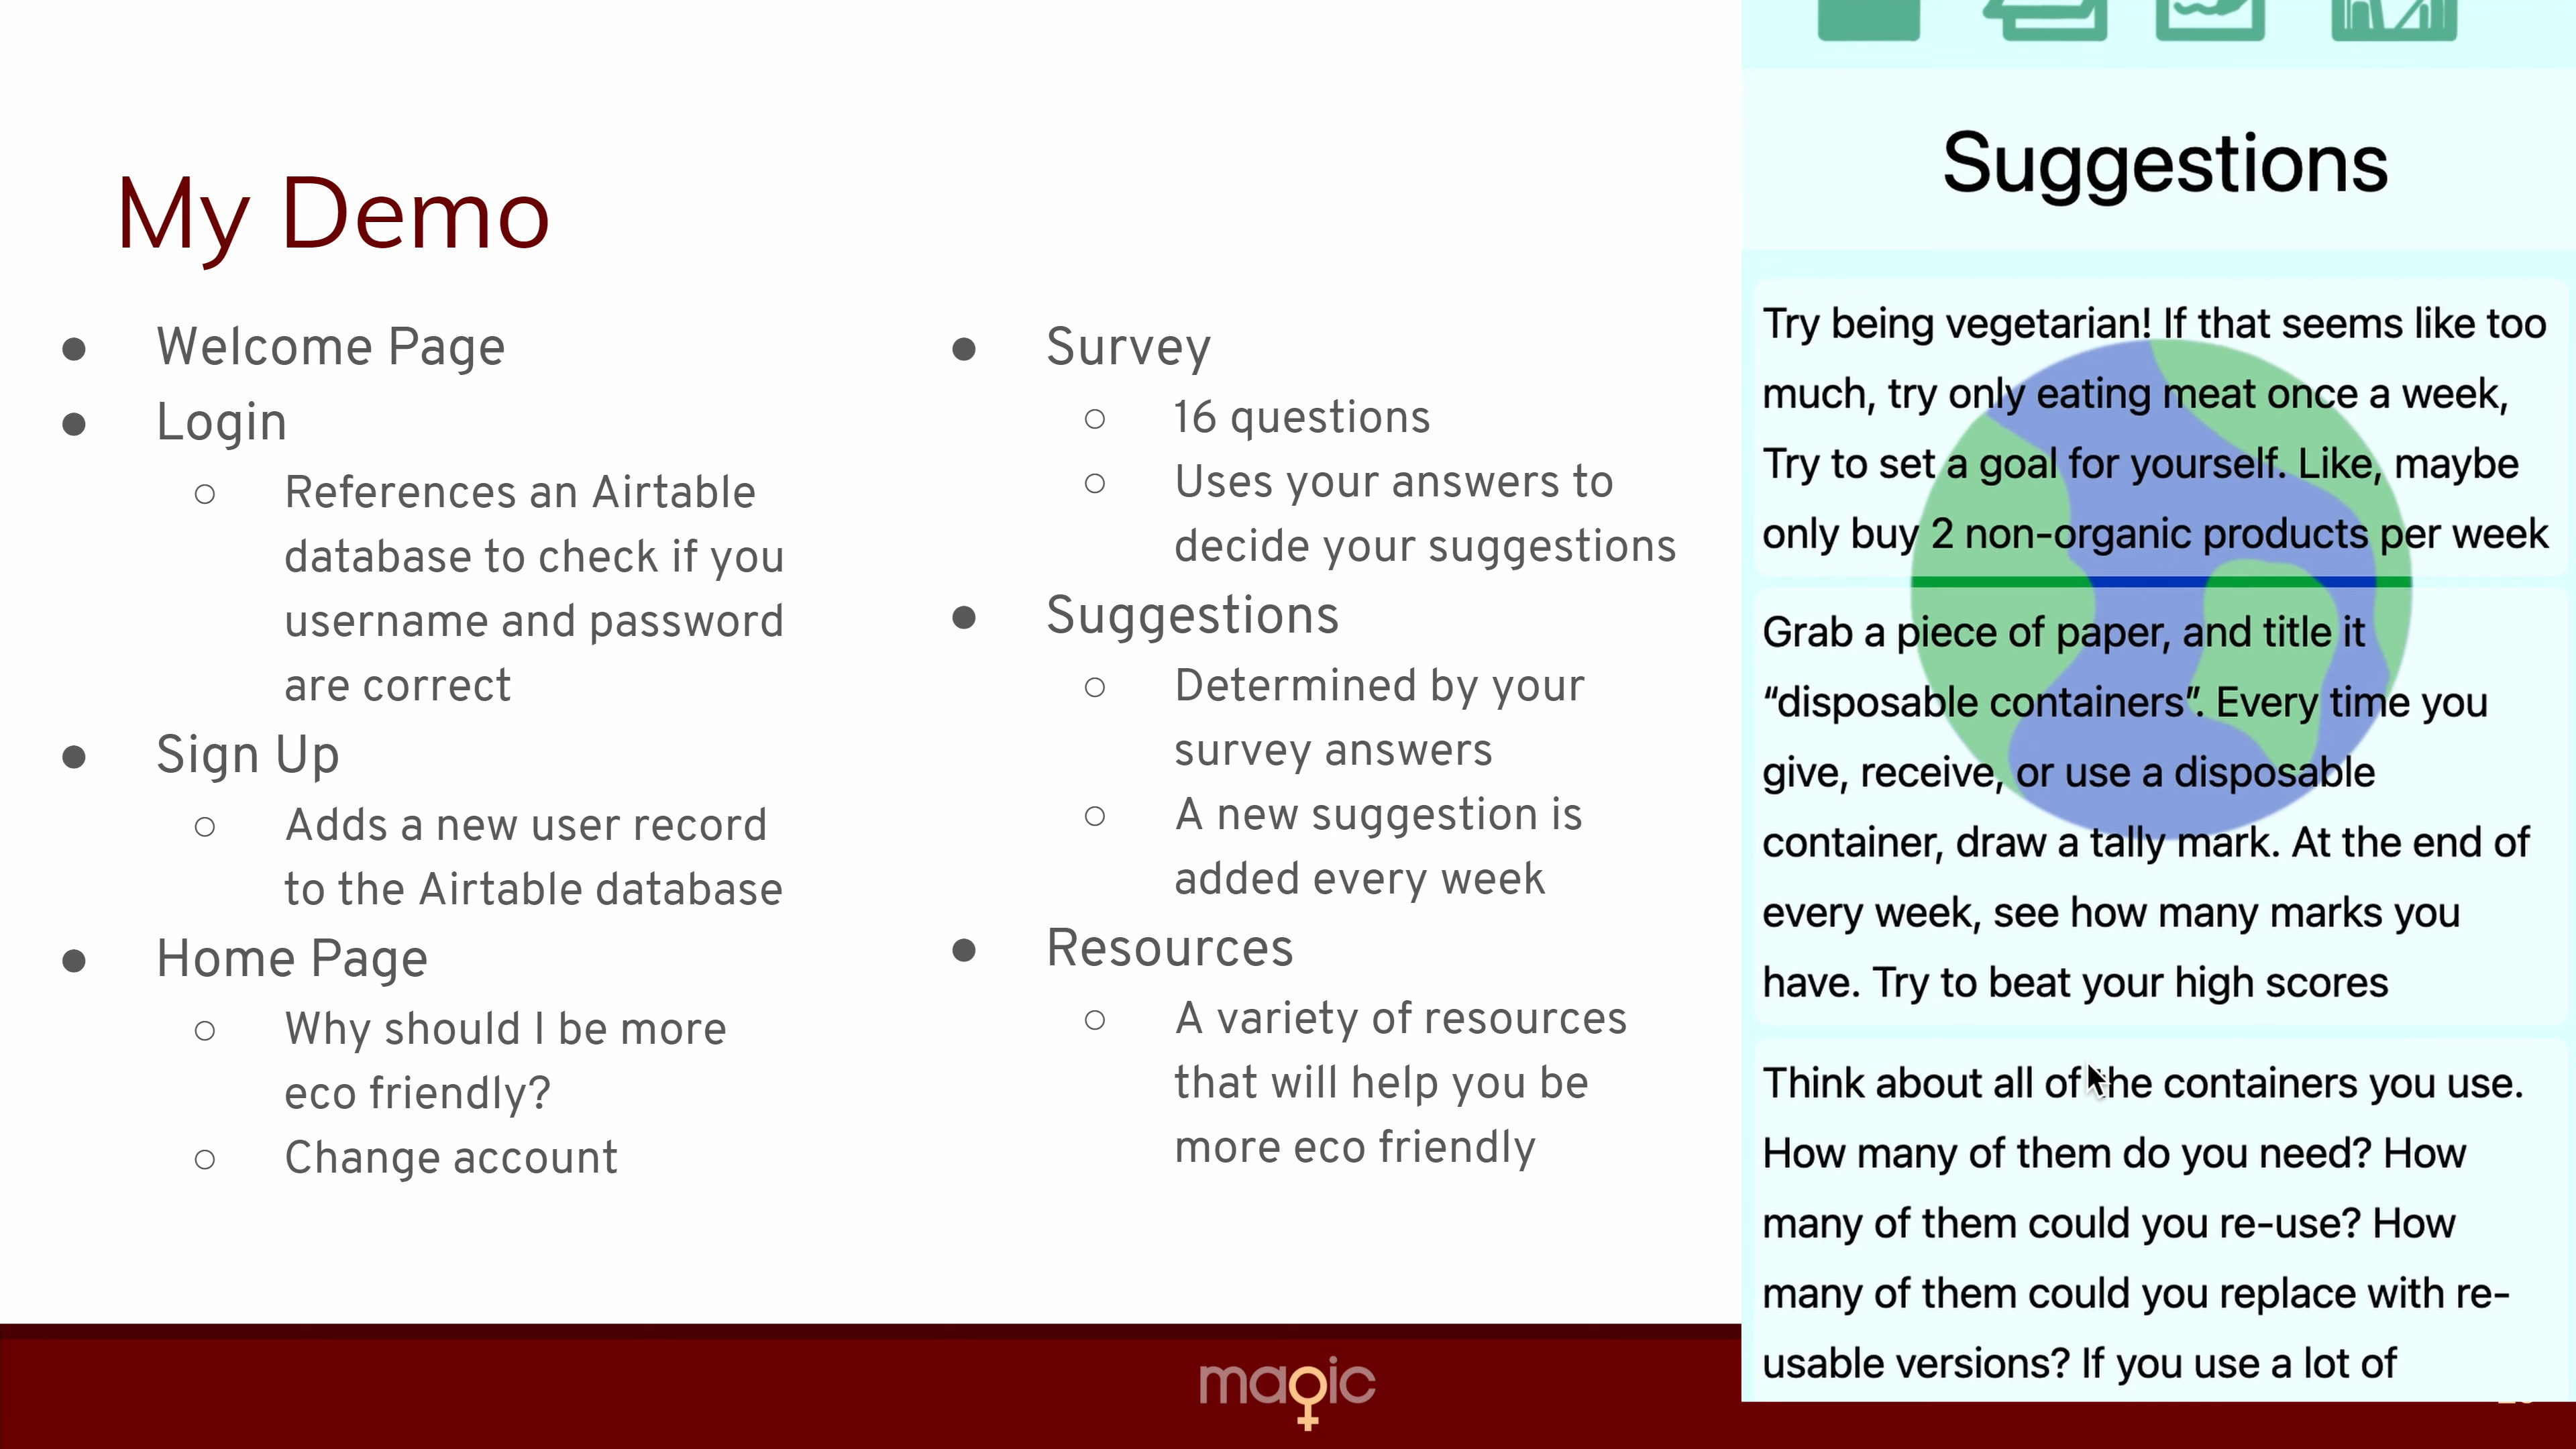 My Demo
Welcome Page
Login
References an Airtable
database to check if you
username and password
are correct
Sign Up
Adds a new user record
to the Airtable database
Home Page
Why should I be more
eco friendly?
Change account
Survey
16 questions
Uses your answers to
decide your suggestions
Suggestions
Determined by your
survey answers
A new suggestion is
added every week
Resources
A variety of resources
that will help you be
more eco friendly
Suggestions
Try being vegetarian! If that seems like too
much, try only eating meat once a week,
Try to set a goal for yourself. Like, maybe
only buy 2 non-organic products per week
Grab a piece of paper, and title it
“disposable containers”. Every time you
give, receive, or use a disposable
container, draw a tally mark. At the end of
every week, see how many marks you
have. Try to beat your high scores
Think about all of the containers you use.
How many of them do you need? How
many of them could you re-use? How
many of them could you replace with re-
usable versions? If you use a lot of
magic